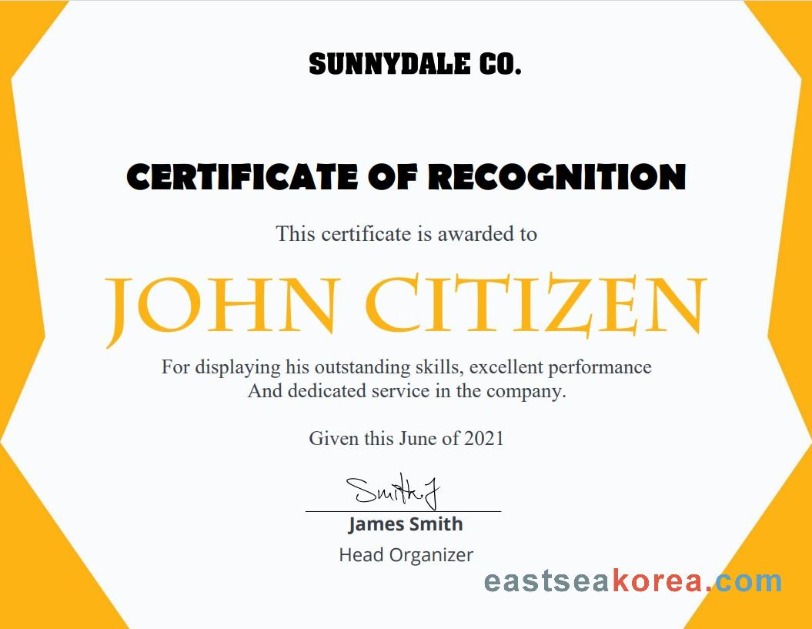 SUNNYDALE CO.
CERTIFICATE OF RECOGNITION
This certificate is awarded to
JOHN CITIZEN
For displaying his outstanding skills, excellent performance
And dedicated service in the company.
Given this June of 2021
Smith J
James Smith
Head Organizer
eastseakorea.com